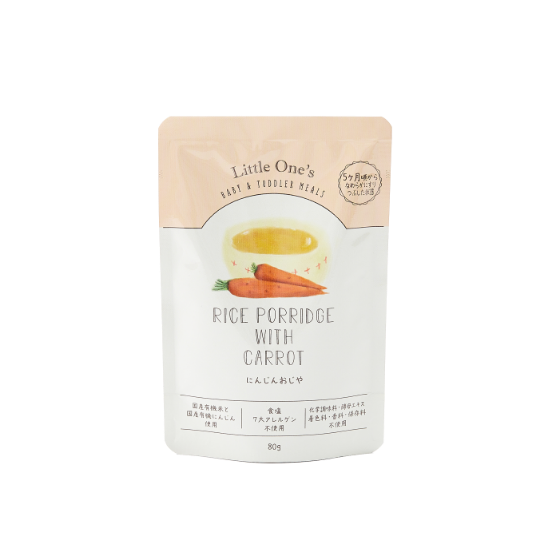 Little One's
BABY & TODDLER MEALS
5ケ月頃から
なめらかにすり
つぶした状態
RICE PORRIDGE
WITH
CARROT
にんじんおじや
国産有機米と
国産有機にんじん
使用
食塩
7大アレルゲン
不使用
化学調味料・酵母エキス
着色料・香料・保存料
不使用
80g